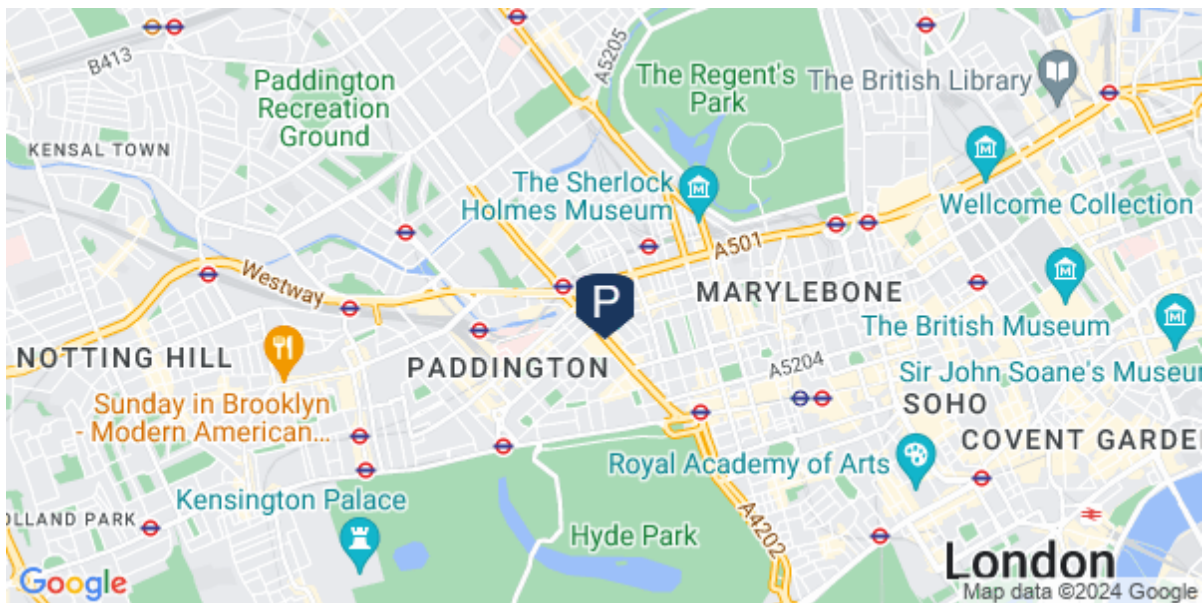 B413
A5205
Paddington
Recreation
Ground
The Regent's
Park
The British Library
KENSAL TOWN
The Sherlock
Holmes Museum
Wellcome Collection
A501
Westway
P
MARYLEBONE
The British Museum
NOTTING HILL
PADDINGTON
A5204
Sir John Soane's Museu
Sunday in Brooklyn
- Modern American...
SOHO
COVENT GARDE
Royal Academy of Arts
Kensington Palace
OLLAND PARK
A4202
Hyde Park
London
Google
Map data ©2024 Google